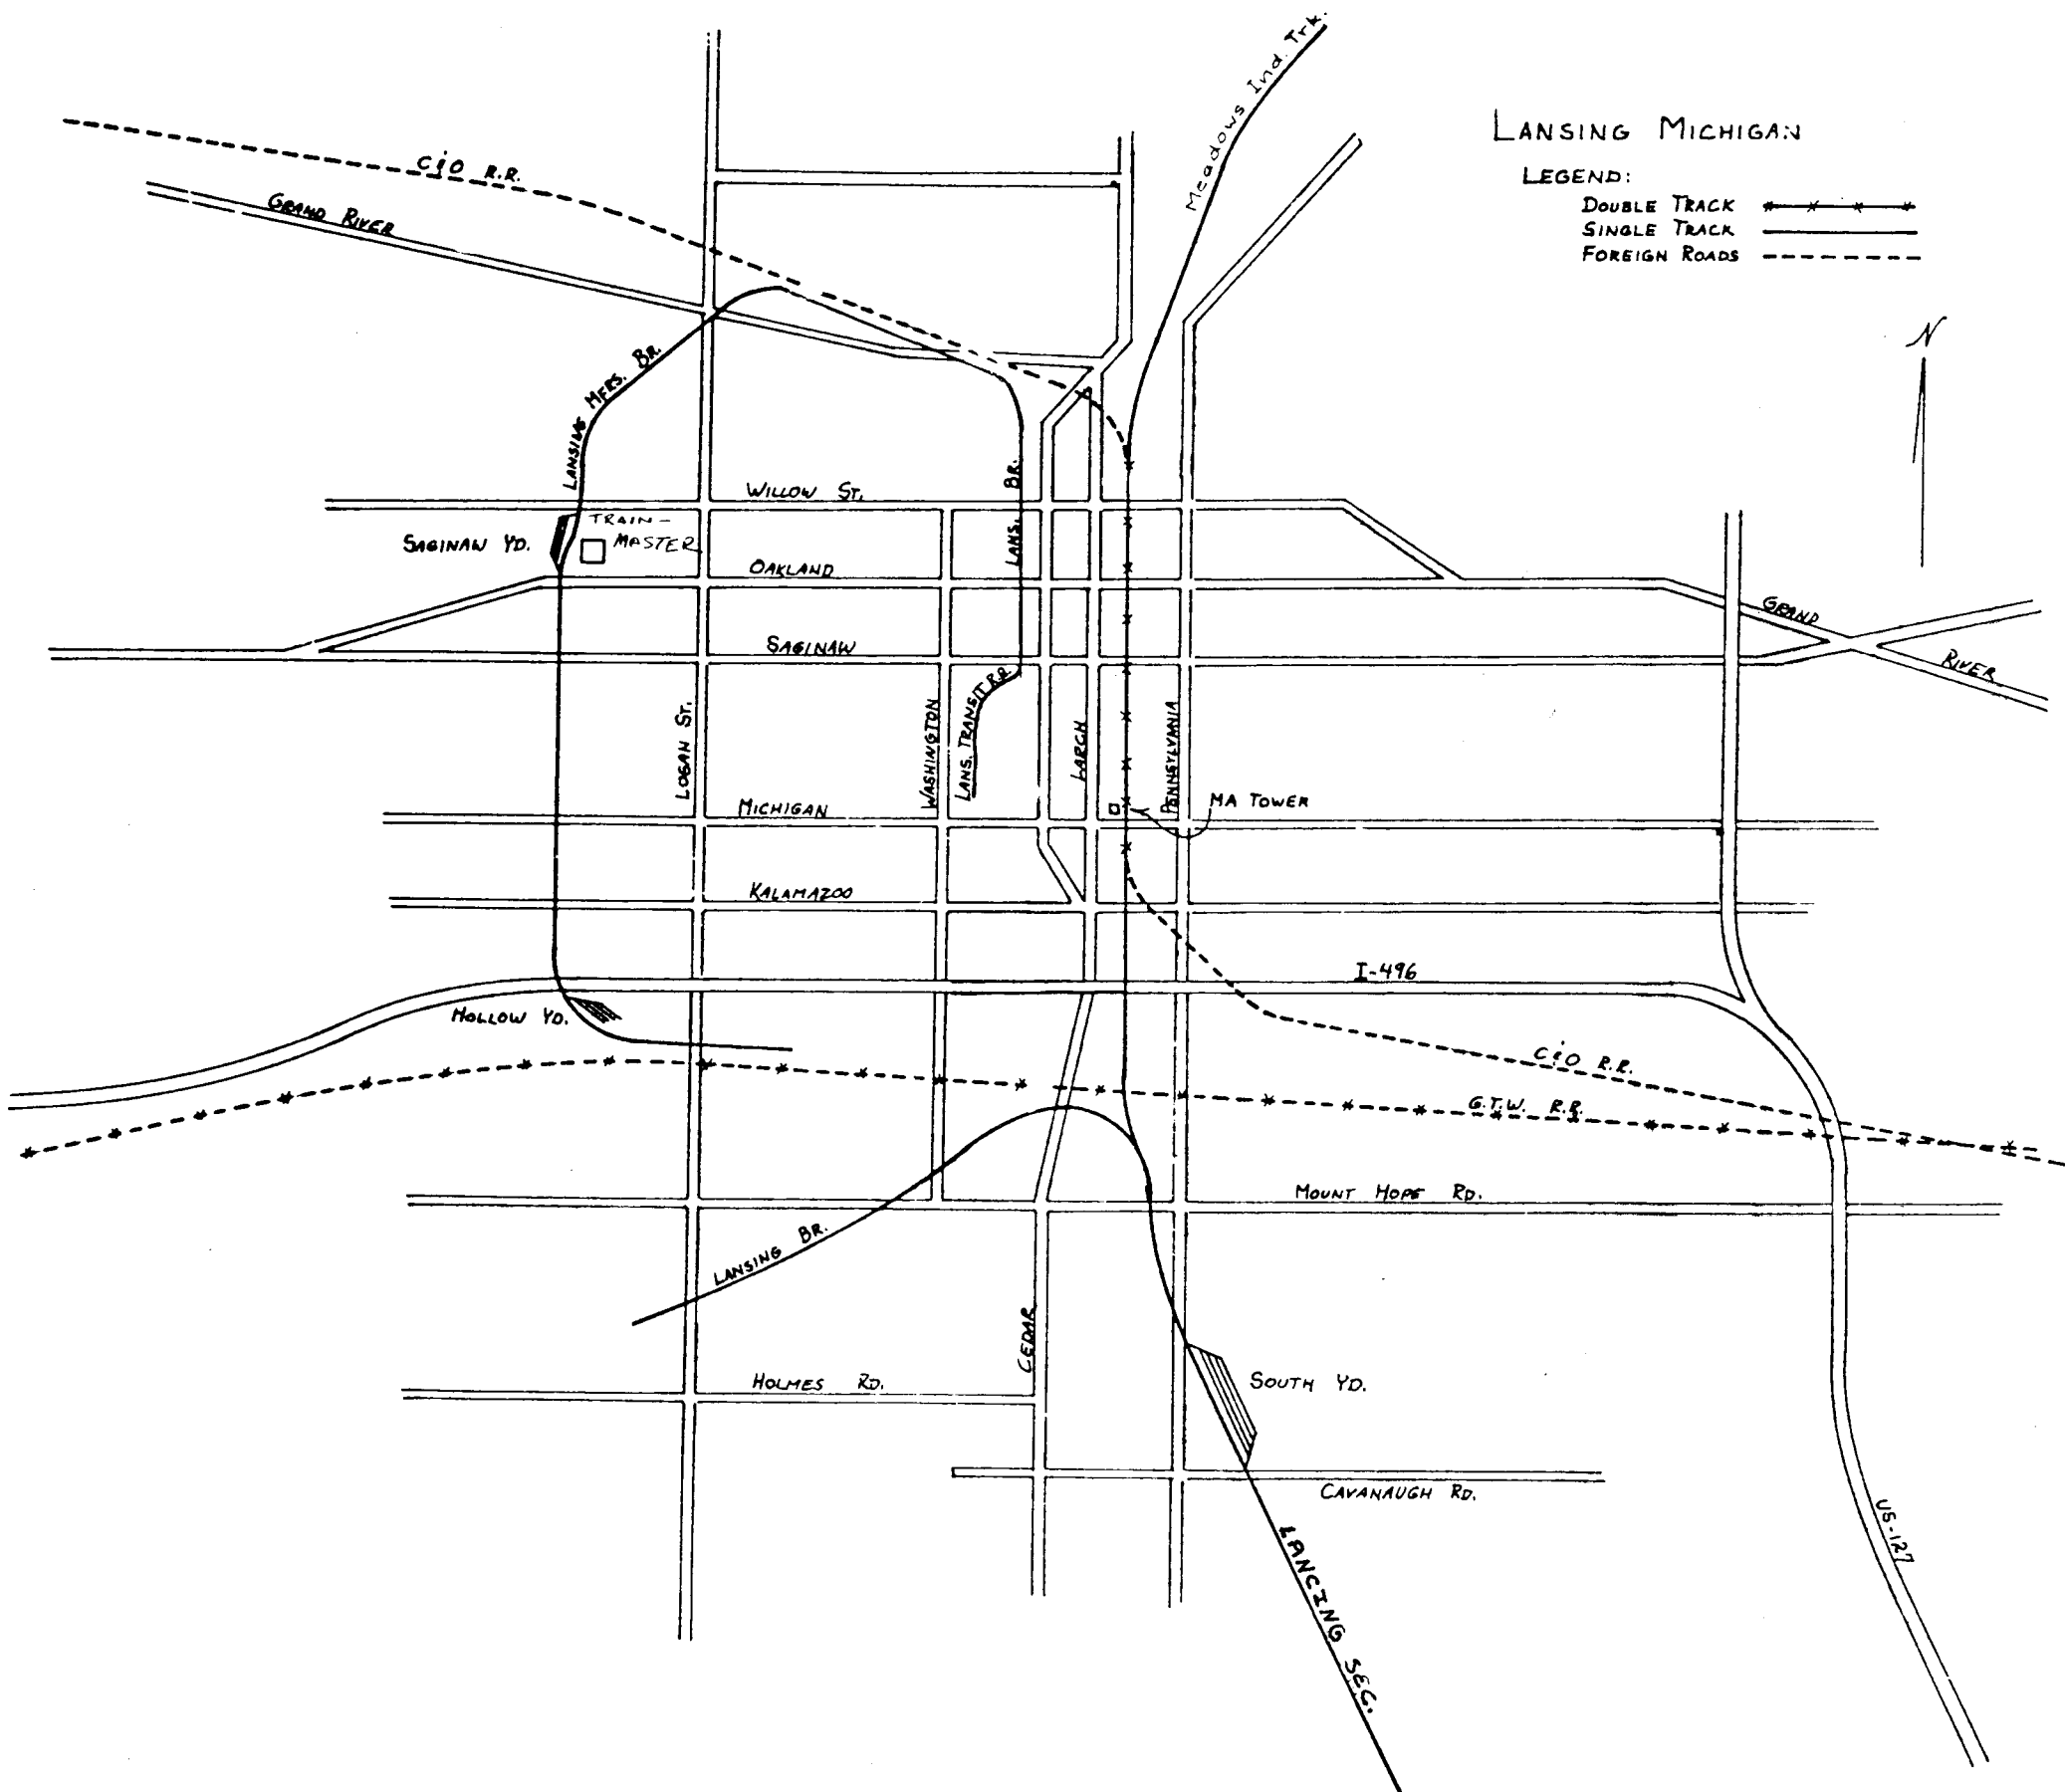 LANSING MICHIGAN
LEGEND:
DOUBLE TRACK
SINGLE TRACK
FOREIGN ROADS
N
Meadows Ind. Trk.
C&O R.R.
GRAND RIVER
LANSING MFRS. BR.
LANS. BR.
WILLOW ST.
TRAIN-
MASTER
SAGINAW YD.
OAKLAND
GRAND
RIVER
SAGINAW
LANS. TRANSIT R.R.
LOGAN ST.
WASHINGTON
LARCH
PENNSYLVANIA
MICHIGAN
MA TOWER
KALAMAZOO
I-496
HOLLOW YD.
C&O R.R.
G.T.W. R.R.
MOUNT HOPE RD.
LANSING BR.
CEDAR
HOLMES RD.
SOUTH YD.
CAVANAUGH RD.
US-127
LANCING SEC.